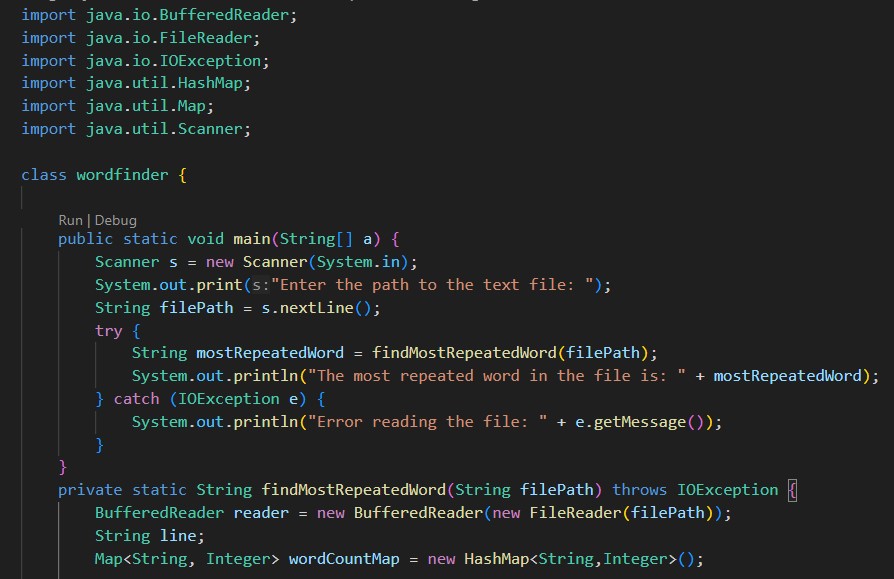 import java.io.BufferedReader;
import java.io.FileReader;
import java.io.IOException;
import java.util.HashMap;
import java.util.Map;
import java.util.Scanner;
class wordfinder {
Run | Debug
public static void main(String[] a) {
Scanner s = new Scanner(System.in);
System.out.print(s:"Enter the path to the text file: ");
String filePath = s.nextLine();
try {
String mostRepeatedWord = findMostRepeatedWord(filePath);
System.out.println("The most repeated word in the file is: " + mostRepeatedWord);
} catch (IOException e) {
System.out.println("Error reading the file: " + e.getMessage());
}
}
private static String findMostRepeatedWord(String filePath) throws IOException {
BufferedReader reader = new BufferedReader(new FileReader(filePath));
String line;
Map<String, Integer> wordCountMap = new HashMap<String,Integer>();